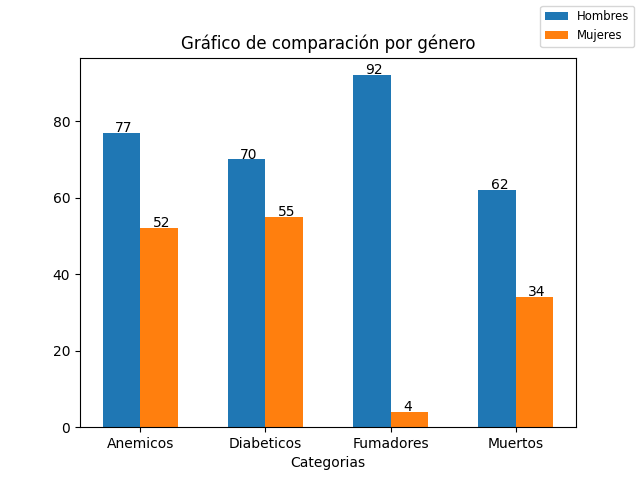 Hombres
Mujeres
Gráfico de comparación por género
80
60
40
20
0
77
52
70
55
92
4
62
34
Anemicos
Diabeticos
Fumadores
Muertos
Categorias